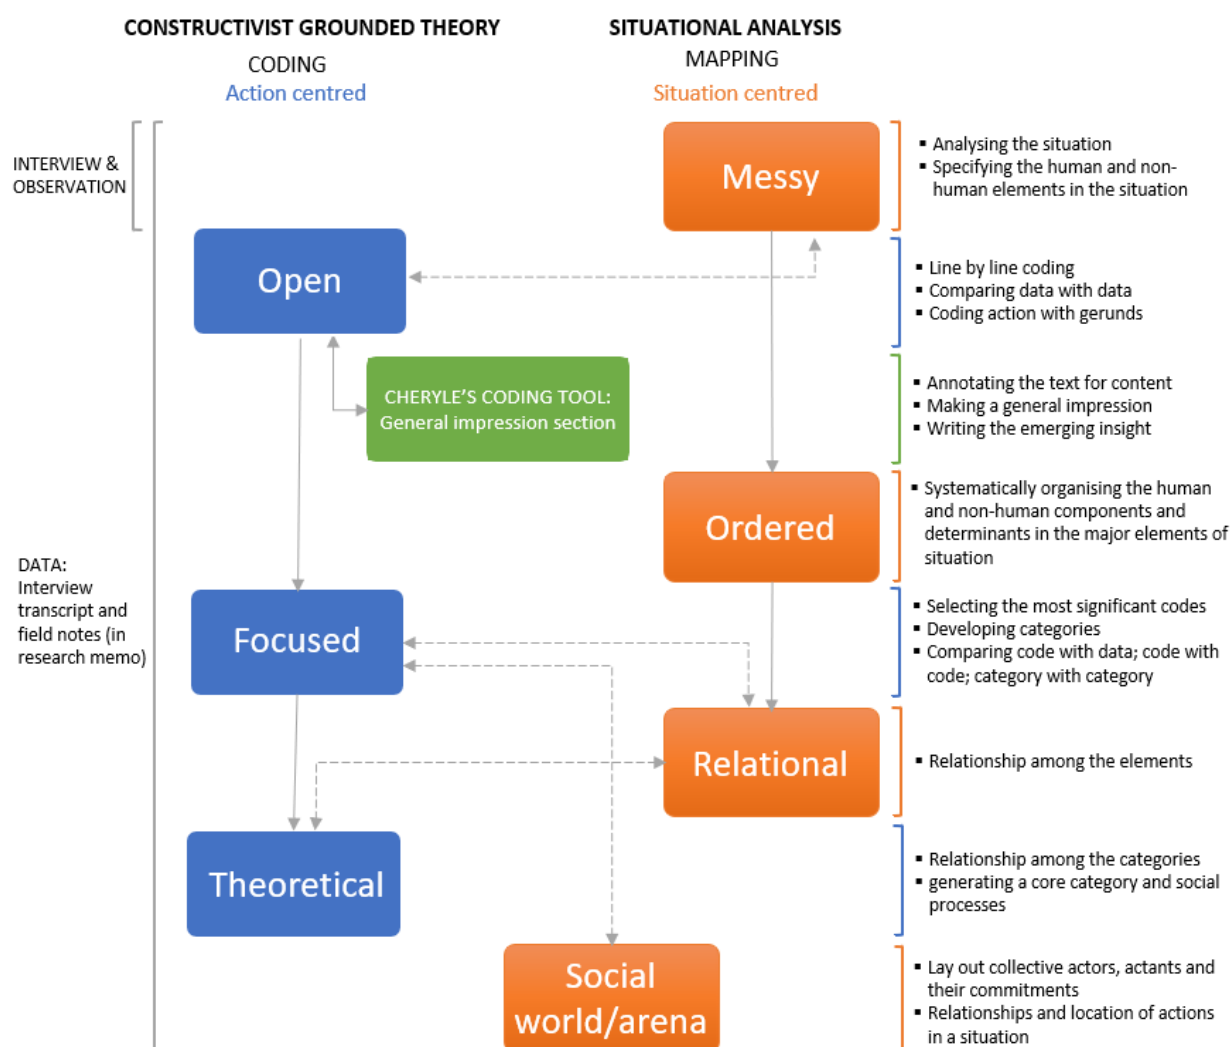 CONSTRUCTIVIST GROUNDED THEORY
CODING
Action centred
SITUATIONAL ANALYSIS
MAPPING
Situation centred
INTERVIEW &
OBSERVATION
Messy
▪ Analysing the situation
▪ Specifying the human and non-
human elements in the situation
Open
▪ Line by line coding
▪ Comparing data with data
▪ Coding action with gerunds
CHERYLE'S CODING TOOL:
General impression section
▪ Annotating the text for content
▪ Making a general impression
▪ Writing the emerging insight
Ordered
▪ Systematically organising the human
and non-human components and
determinants in the major elements of
situation
DATA:
Interview
transcript and
field notes (in
research memo)
Focused
▪ Selecting the most significant codes
▪ Developing categories
▪ Comparing code with data; code with
code; category with category
Relational
▪ Relationship among the elements
Theoretical
▪ Relationship among the categories
▪ generating a core category and social
processes
Social
world/arena
▪ Lay out collective actors, actants and
their commitments
▪ Relationships and location of actions
in a situation